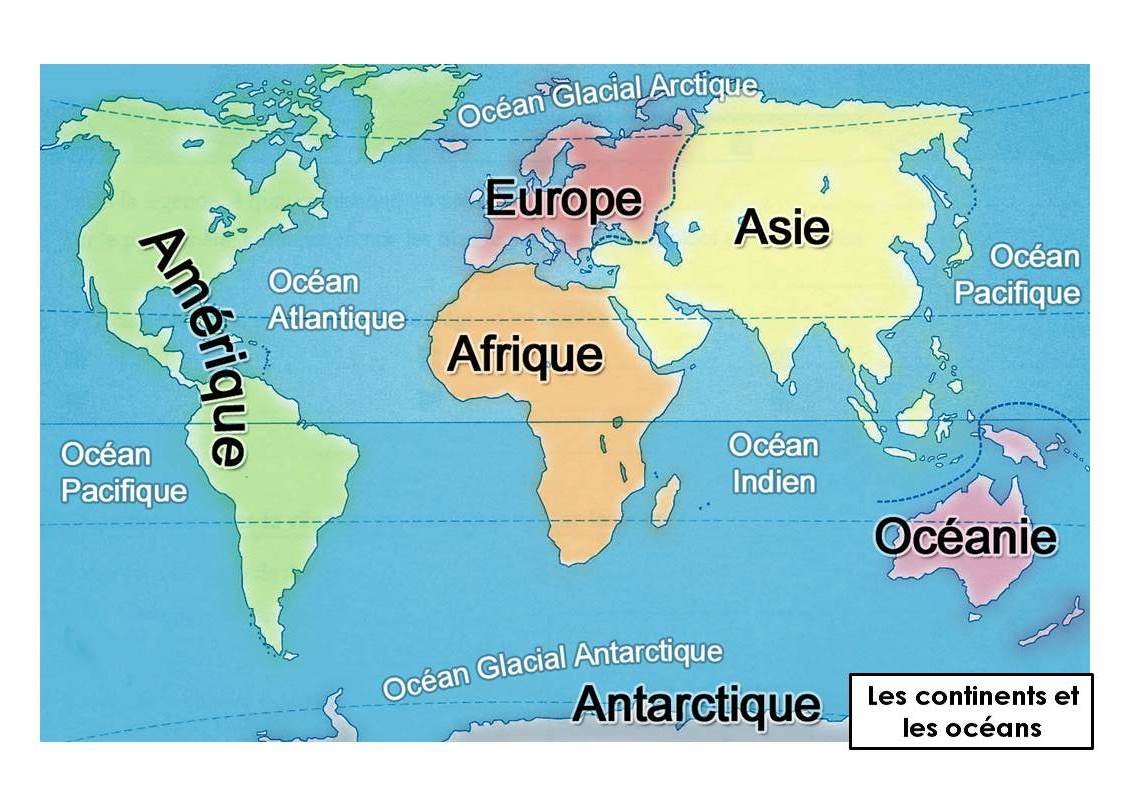 Océan Glacial Arctique
Europe
Asie
Amérique
Océan
Atlantique
Océan
Pacifique
Afrique
Océan
Pacifique
Océan
Indien
Océanie
Océan Glacial Antarctique
Antarctique
Les continents et
les océans